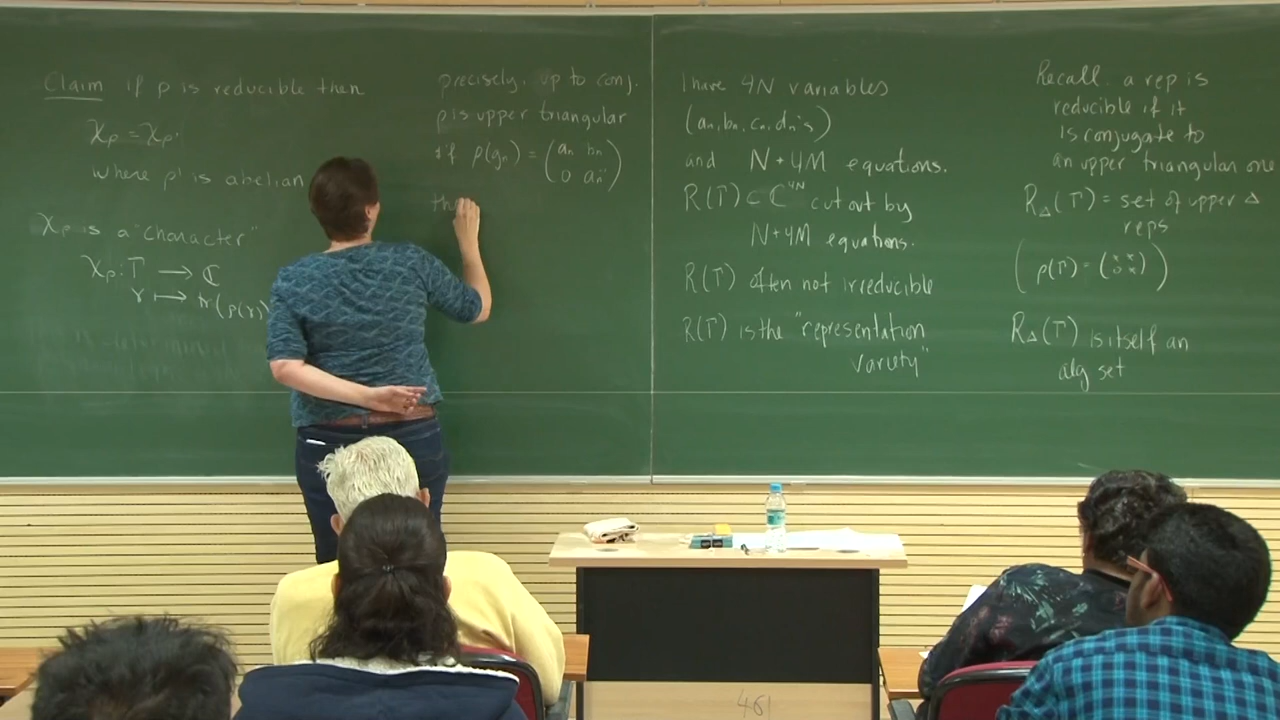 Claim if ρ is reducible then
χρ = χρ'
where ρ' is abelian
χρ is a "character"
χρ: Γ → ℂ
γ ↦ tr(ρ(γ)
precisely, up to conj.
ρ is upper triangular
if ρ(gₙ) = (aₙ bₙ
0 aₙ⁻¹)
I have 4N variables
(aₙ, bₙ, cₙ, dₙ's)
and N + 4M equations.
R(Γ) ⊂ ℂ⁴ᴺ cut out by
N+4M equations.
R(Γ) often not irreducible
R(Γ) is the "representation
variety"
Recall. a rep is
reducible if it
is conjugate to
an upper triangular one
R△(Γ) = set of upper △
reps
(ρ(Γ) = (* *
0 *))
R△(Γ) is itself an
alg set
461